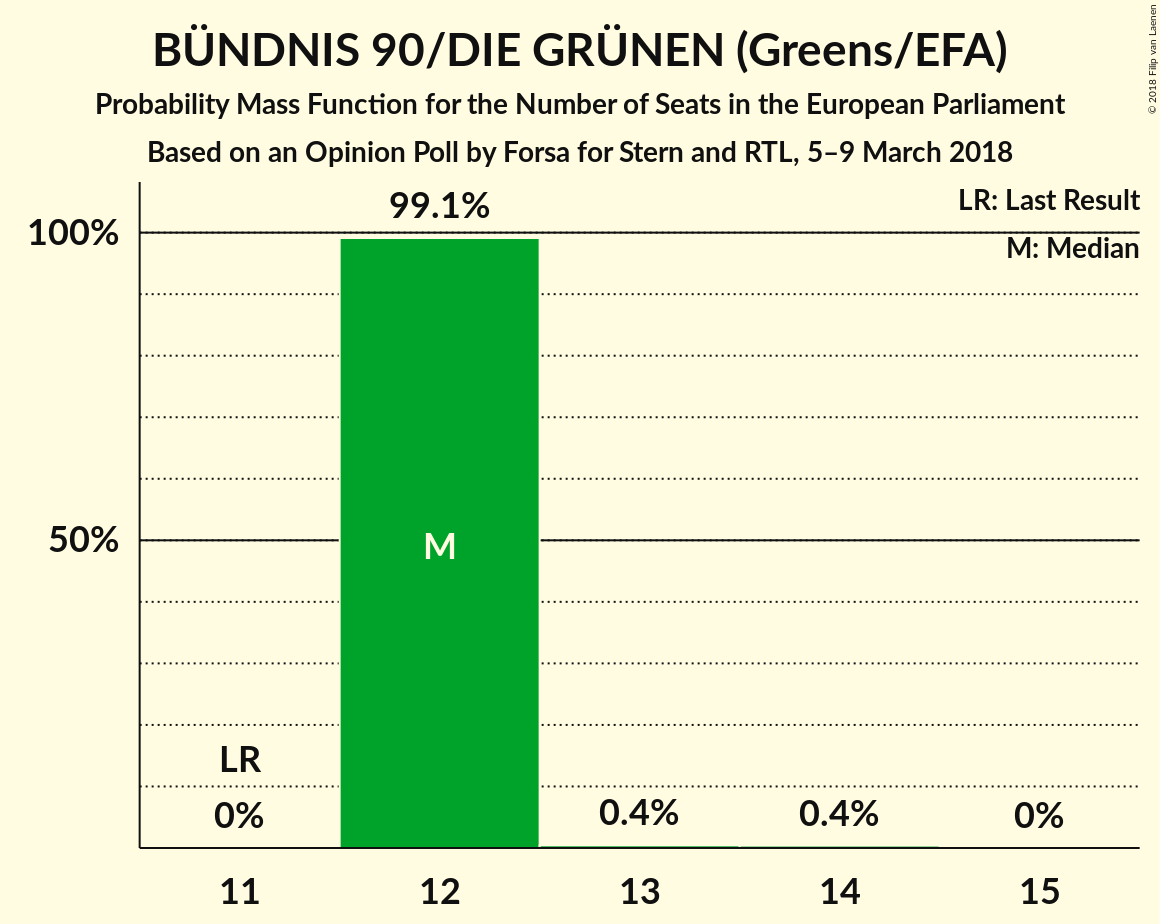 BÜNDNIS 90/DIE GRÜNEN (Greens/EFA)
Probability Mass Function for the Number of Seats in the European Parliament
Based on an Opinion Poll by Forsa for Stern and RTL, 5–9 March 2018
© 2018 Filip van Laenen
LR: Last Result
M: Median
100%
50%
99.1%
M
LR
0%
0.4%
0.4%
0%
11
12
13
14
15